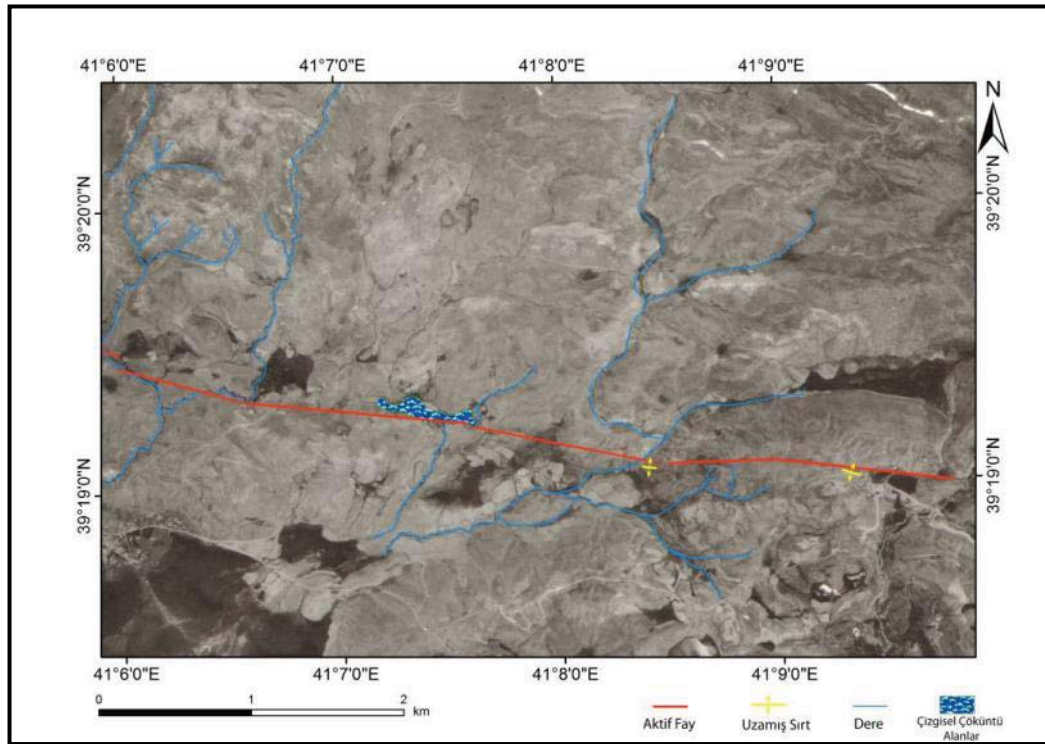 41°6'0"E 41°7'0"E 41°8'0"E 41°9'0"E
N
39°20'0"N 39°20'0"N
39°19'0"N 39°19'0"N
41°6'0"E 41°7'0"E 41°8'0"E 41°9'0"E
0 1 2
km
Aktif Fay Uzamış Sırt Dere Çizgisel Çöküntü
Alanlar